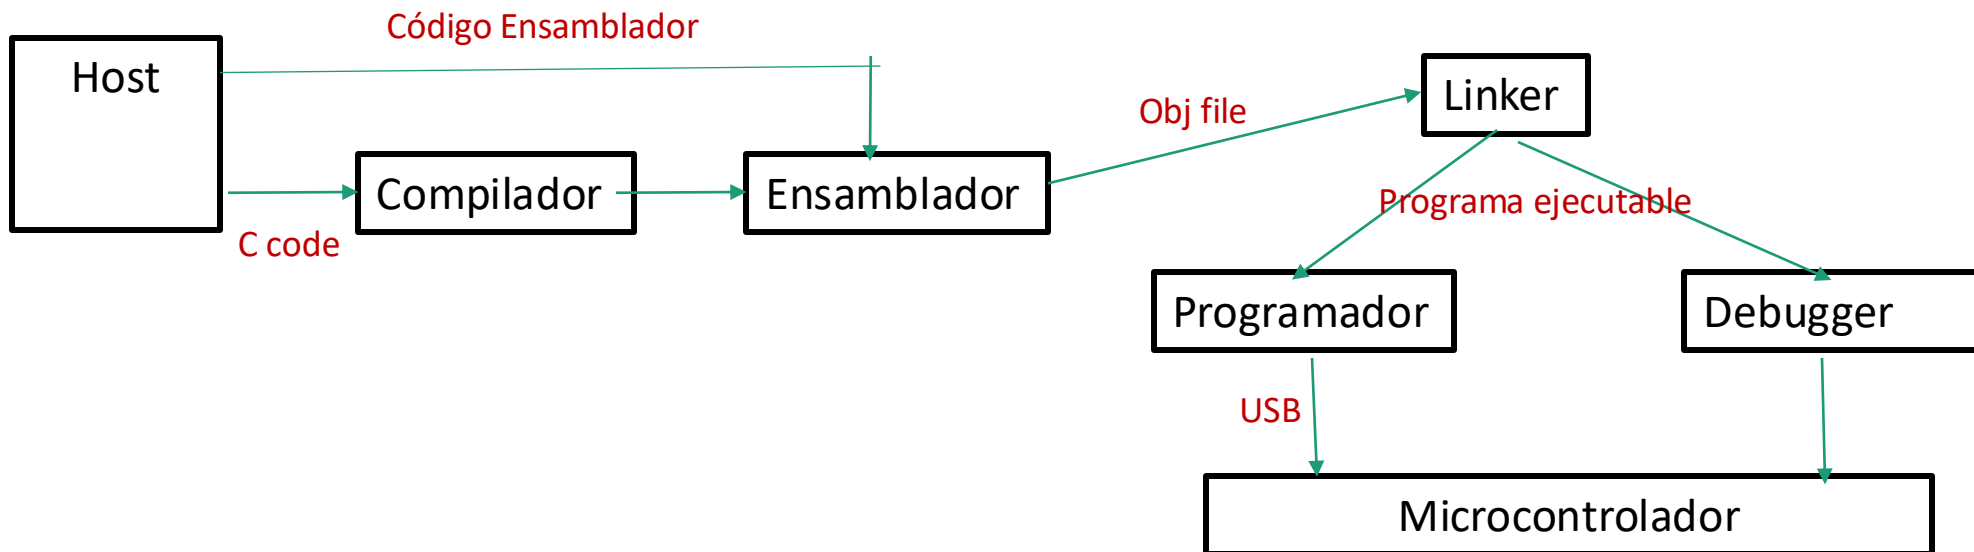 Código Ensamblador
Host
Linker
Obj file
Compilador
Ensamblador
Programa ejecutable
C code
Programador
Debugger
USB
Microcontrolador